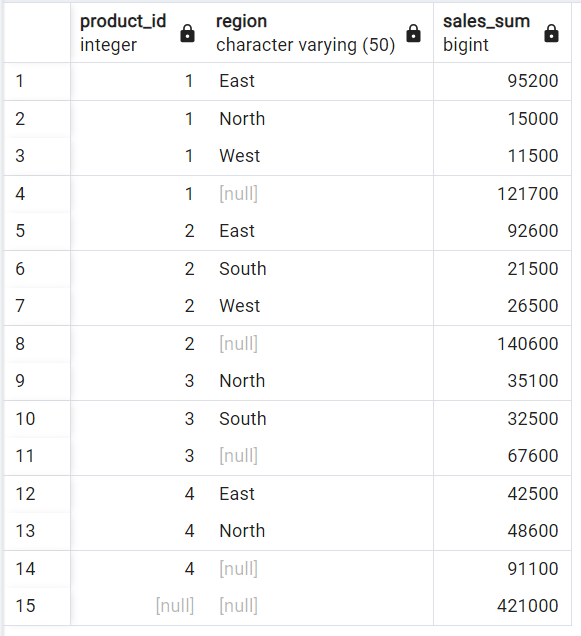 product_id region sales_sum
integer character varying (50) bigint
1 1 East 95200
2 1 North 15000
3 1 West 11500
4 1 [null] 121700
5 2 East 92600
6 2 South 21500
7 2 West 26500
8 2 [null] 140600
9 3 North 35100
10 3 South 32500
11 3 [null] 67600
12 4 East 42500
13 4 North 48600
14 4 [null] 91100
15 [null] [null] 421000